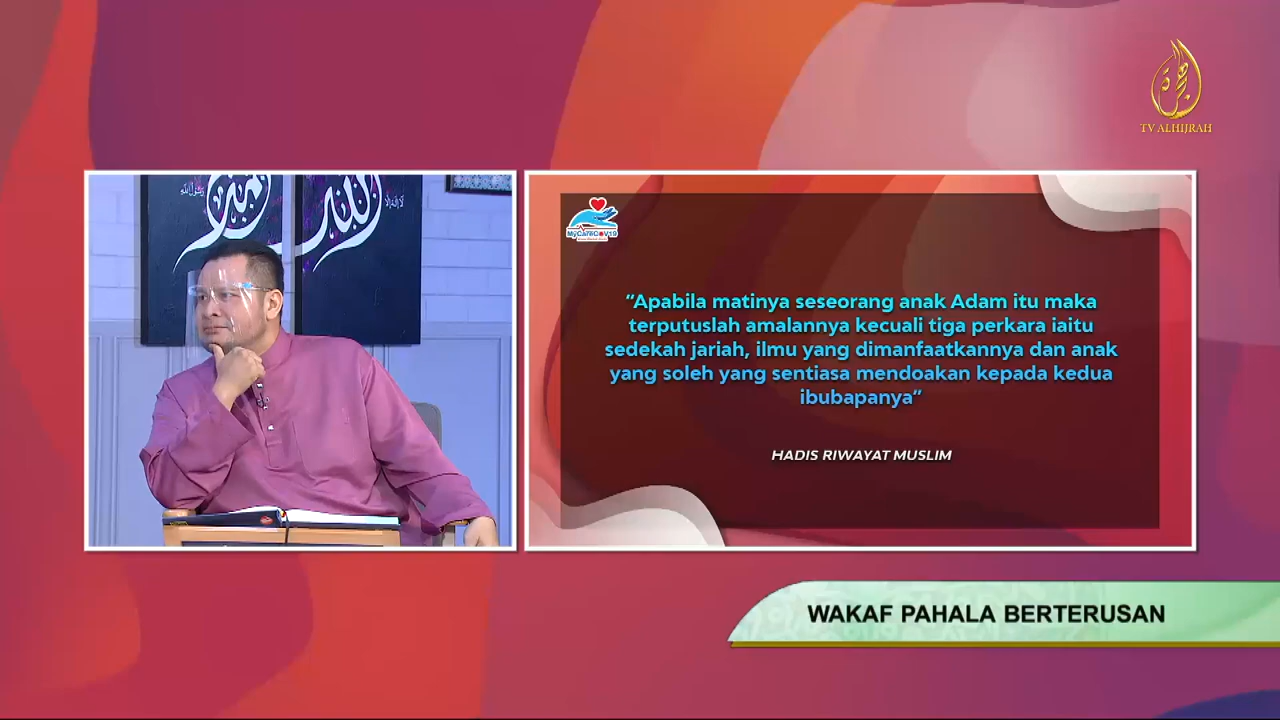 TV ALHIJRAH
MyCareCOV19
“Apabila matinya seseorang anak Adam itu maka
terputuslah amalannya kecuali tiga perkara iaitu
sedekah jariah, ilmu yang dimanfaatkannya dan anak
yang soleh yang sentiasa mendoakan kepada kedua
ibubapanya”
HADIS RIWAYAT MUSLIM
WAKAF PAHALA BERTERUSAN